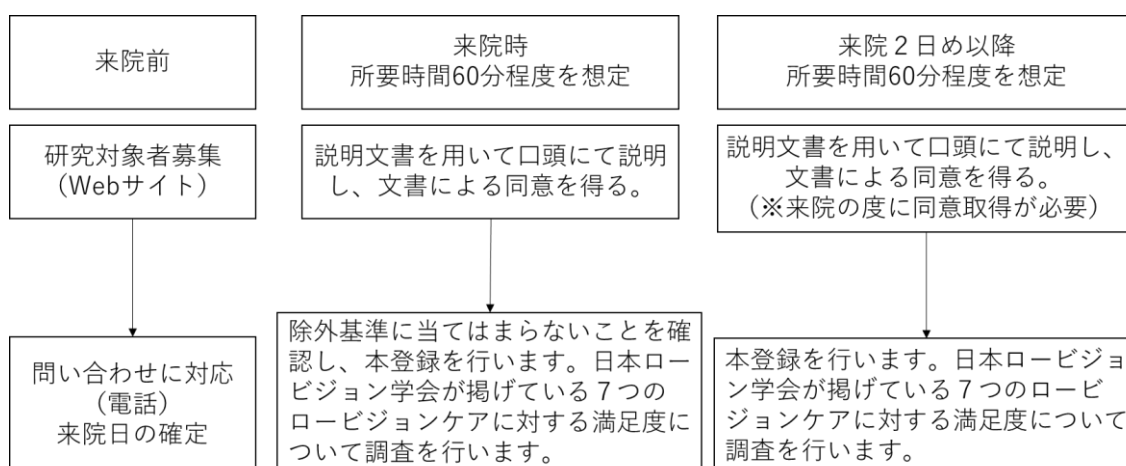 来院前
来院時
所要時間60分程度を想定
来院２日め以降
所要時間60分程度を想定
研究対象者募集
（Webサイト）
説明文書を用いて口頭にて説明
し、文書による同意を得る。
説明文書を用いて口頭にて説明し、
文書による同意を得る。
（※来院の度に同意取得が必要）
問い合わせに対応
（電話）
来院日の確定
除外基準に当てはまらないことを確
認し、本登録を行います。日本ロー
ビジョン学会が掲げている７つの
ロービジョンケアに対する満足度に
ついて調査を行います。
本登録を行います。日本ロービジョ
ン学会が掲げている７つのロービ
ジョンケアに対する満足度について
調査を行います。